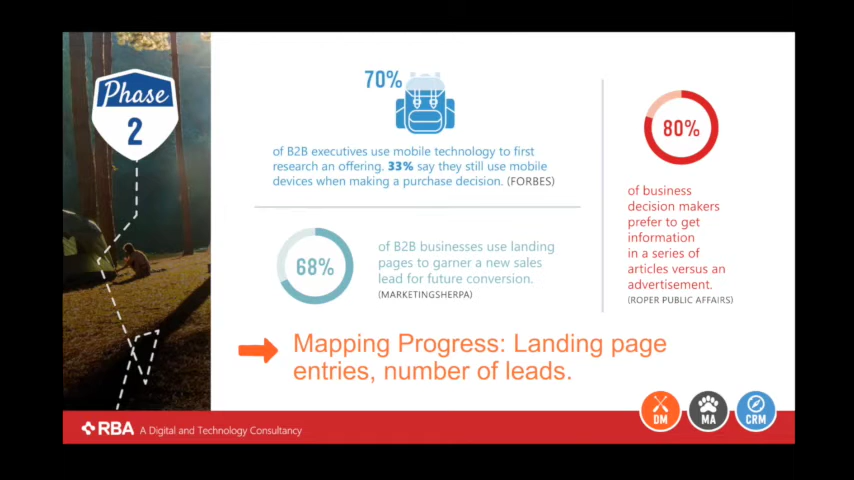 Phase
2
70%
of B2B executives use mobile technology to first
research an offering. 33% say they still use mobile
devices when making a purchase decision. (FORBES)
68%
of B2B businesses use landing
pages to garner a new sales
lead for future conversion.
(MARKETINGSHERPA)
80%
of business
decision makers
prefer to get
information
in a series of
articles versus an
advertisement.
(ROPER PUBLIC AFFAIRS)
Mapping Progress: Landing page
entries, number of leads.
DM
MA
CRM
RBA A Digital and Technology Consultancy